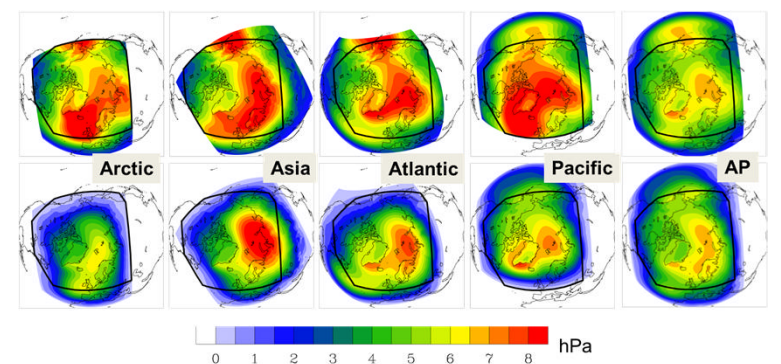 Arctic
Asia
Atlantic
Pacific
AP
0 1 2 3 4 5 6 7 8 hPa